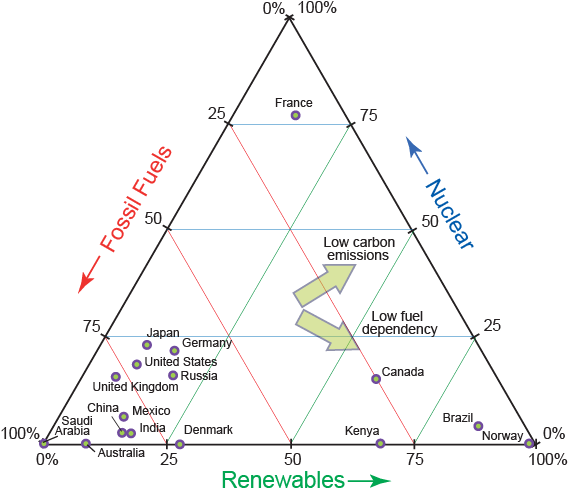 0% 100%
France
25
75
Fossil Fuels
Nuclear
50
50
Low carbon
emissions
Low fuel
dependency
75
25
Japan
Germany
United States
Russia
United Kingdom
Canada
China
Mexico
Saudi
Arabia
India
Denmark
Kenya
Brazil
Norway
100%
0%
Australia
0%
25
50
75
100%
Renewables